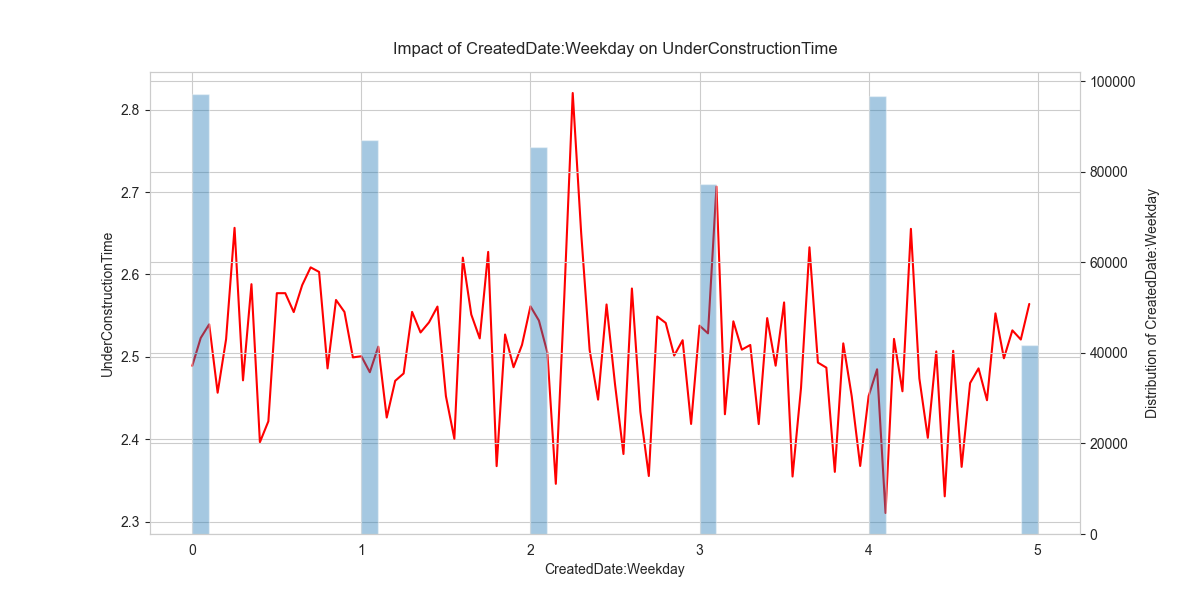 Impact of CreatedDate:Weekday on UnderConstructionTime
2.8
2.7
2.6
2.5
2.4
2.3
UnderConstructionTime
100000
80000
60000
40000
20000
0
Distribution of CreatedDate:Weekday
0 1 2 3 4 5
CreatedDate:Weekday